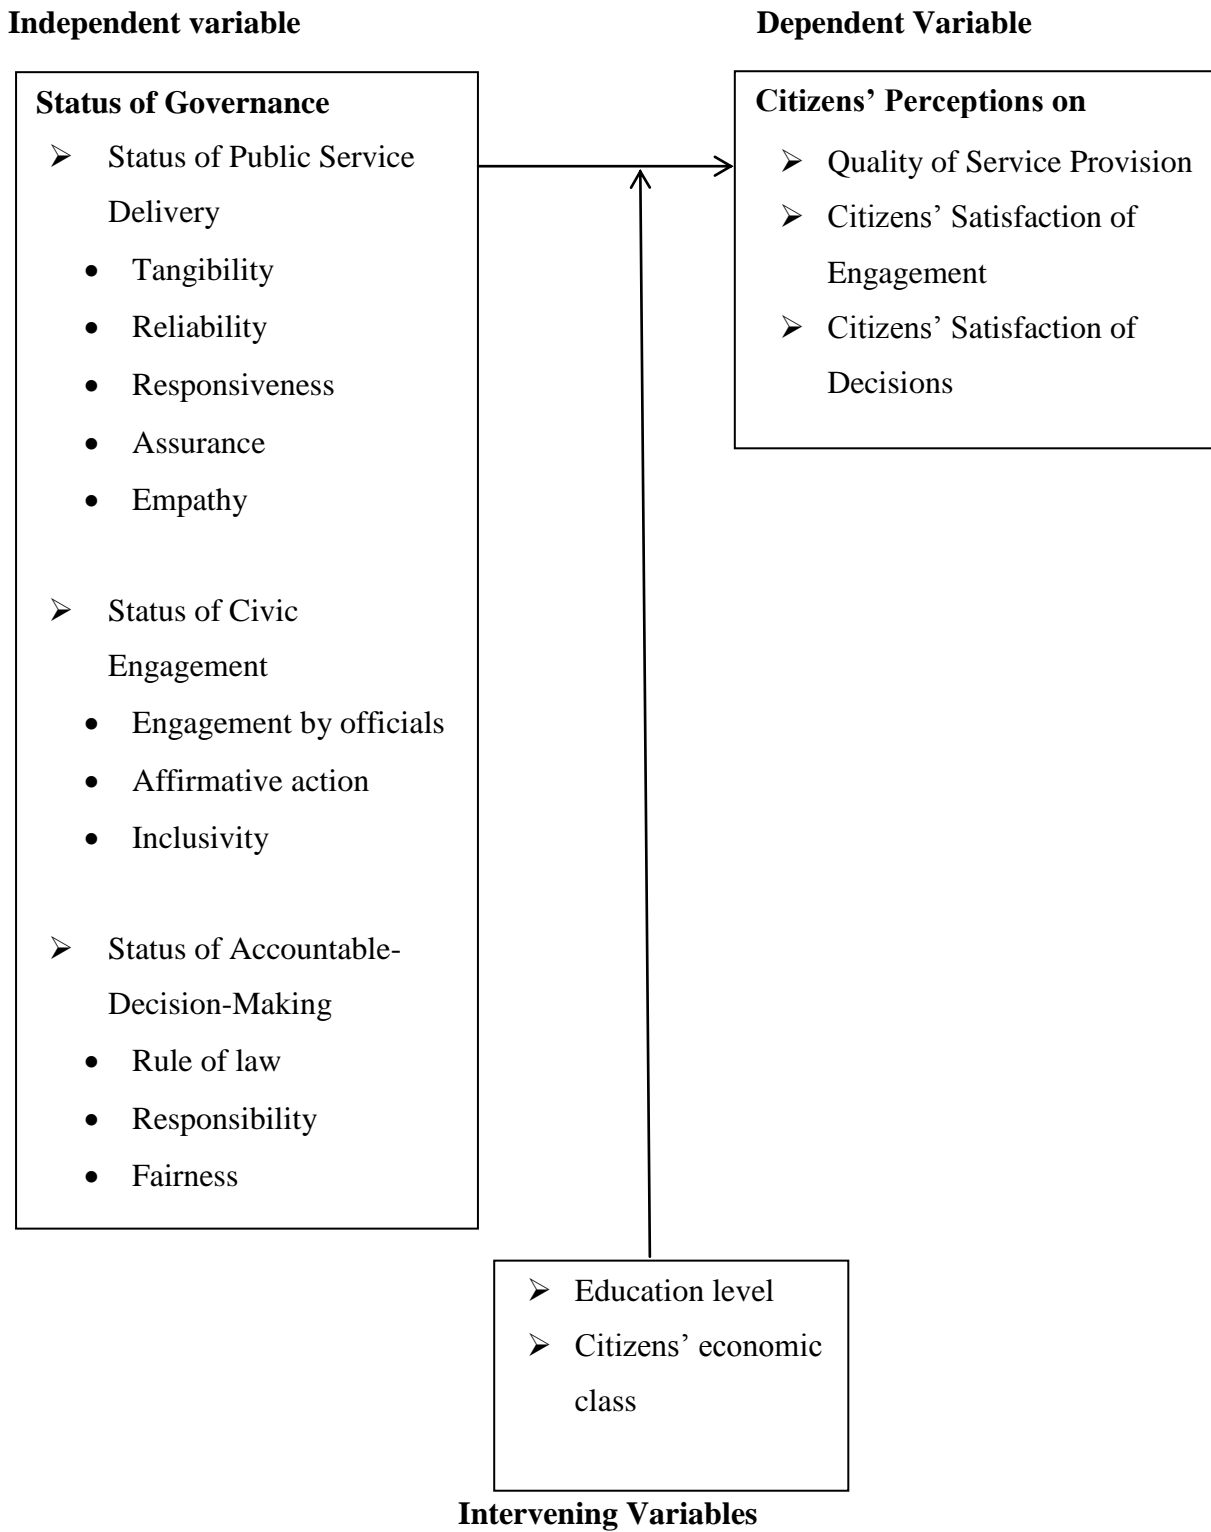 Independent variable
Dependent Variable
Status of Governance
➢ Status of Public Service
Delivery
• Tangibility
• Reliability
• Responsiveness
• Assurance
• Empathy
➢ Status of Civic
Engagement
• Engagement by officials
• Affirmative action
• Inclusivity
➢ Status of Accountable-
Decision-Making
• Rule of law
• Responsibility
• Fairness
Citizens’ Perceptions on
➢ Quality of Service Provision
➢ Citizens’ Satisfaction of
Engagement
➢ Citizens’ Satisfaction of
Decisions
➢ Education level
➢ Citizens’ economic
class
Intervening Variables